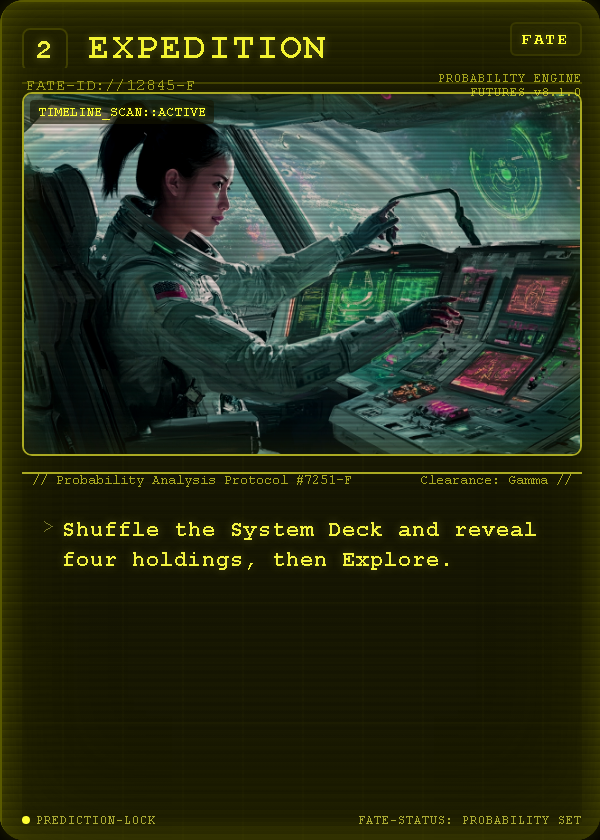 2 EXPEDITION
FATE
FATE-ID://12845-F
PROBABILITY ENGINE
FUTURES v8.1.0
TIMELINE_SCAN::ACTIVE
// Probability Analysis Protocol #7251-F
Clearance: Gamma //
> Shuffle the System Deck and reveal
four holdings, then Explore.
PREDICTION-LOCK
FATE-STATUS: PROBABILITY SET